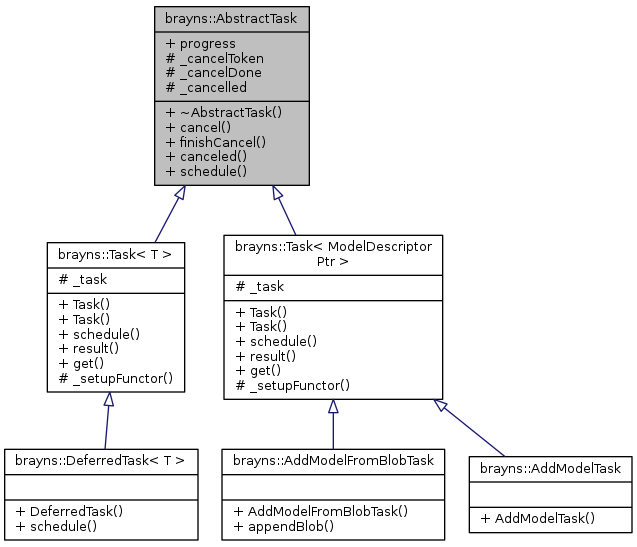 brayns::AbstractTask
+ progress
# _cancelToken
# _cancelDone
# _cancelled
+ ~AbstractTask()
+ cancel()
+ finishCancel()
+ canceled()
+ schedule()
brayns::Task< T >
# _task
+ Task()
+ Task()
+ schedule()
+ result()
+ get()
# _setupFunctor()
brayns::Task< ModelDescriptor
Ptr >
# _task
+ Task()
+ Task()
+ schedule()
+ result()
+ get()
# _setupFunctor()
brayns::DeferredTask< T >
+ DeferredTask()
+ schedule()
brayns::AddModelFromBlobTask
+ AddModelFromBlobTask()
+ appendBlob()
brayns::AddModelTask
+ AddModelTask()